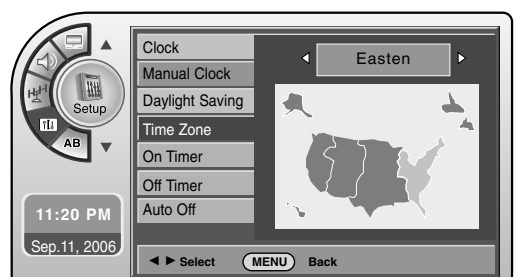 Setup
AB
11:20 PM
Sep.11, 2006
Clock
Manual Clock
Daylight Saving
Time Zone
On Timer
Off Timer
Auto Off
Easten
◄ ► Select MENU Back